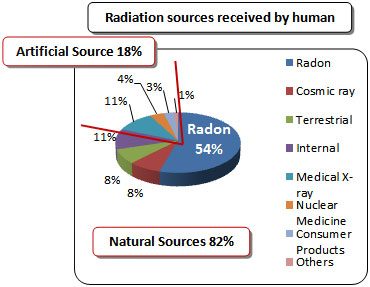 Radiation sources received by human
Artificial Source 18%
4%
3%
1%
11%
11%
8%
8%
Radon
54%
Natural Sources 82%
Radon
Cosmic ray
Terrestrial
Internal
Medical X-
ray
Nuclear
Medicine
Consumer
Products
Others